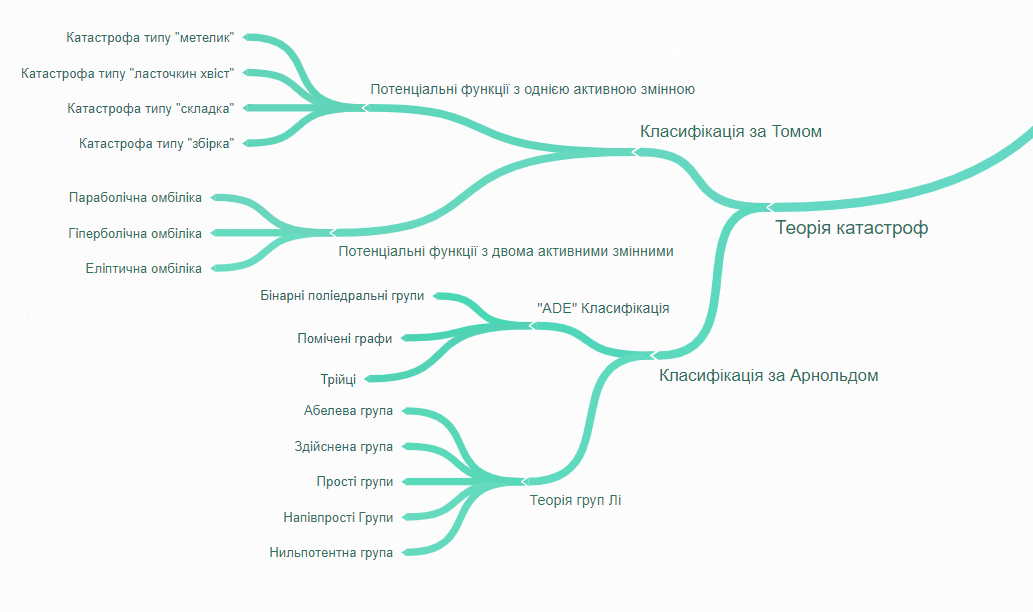 Катастрофа типу "метелик"
Катастрофа типу "ласточкин хвіст"
Потенціальні функції з однією активною змінною
Катастрофа типу "складка"
Класифікація за Томом
Катастрофа типу "збірка"
Параболічна омбіліка
Теорія катастроф
Гіперболічна омбіліка
Потенціальні функції з двома активними змінними
Еліптична омбіліка
Бінарні поліедральні групи
"ADE" Класифікація
Помічені графи
Класифікація за Арнольдом
Трійці
Абелева група
Здійснена група
Прості групи
Теорія груп Лі
Напівпрості Групи
Нильпотентна група